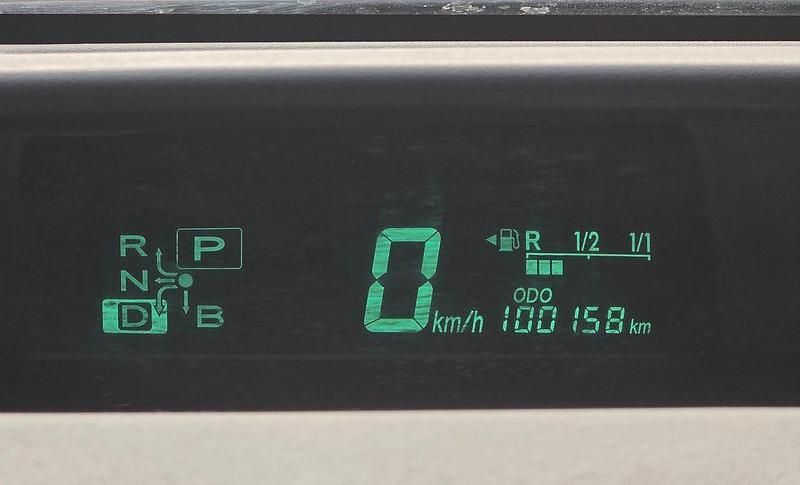 R P
N
D B
0 km/h
R 1/2 1/1
ODO
100158 km